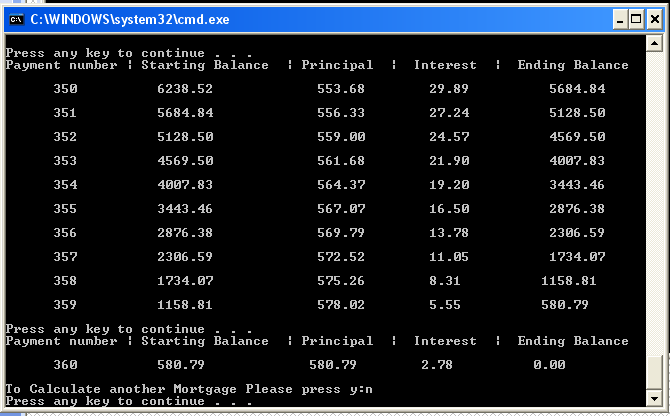 C:\WINDOWS\system32\cmd.exe
Press any key to continue . . .
Payment number ¦ Starting Balance ¦ Principal ¦ Interest ¦ Ending Balance
350 6238.52 553.68 29.89 5684.84
351 5684.84 556.33 27.24 5128.50
352 5128.50 559.00 24.57 4569.50
353 4569.50 561.68 21.90 4007.83
354 4007.83 564.37 19.20 3443.46
355 3443.46 567.07 16.50 2876.38
356 2876.38 569.79 13.78 2306.59
357 2306.59 572.52 11.05 1734.07
358 1734.07 575.26 8.31 1158.81
359 1158.81 578.02 5.55 580.79
Press any key to continue . . .
Payment number ¦ Starting Balance ¦ Principal ¦ Interest ¦ Ending Balance
360 580.79 580.79 2.78 0.00
To Calculate another Mortgage Please press y:n
Press any key to continue . . .